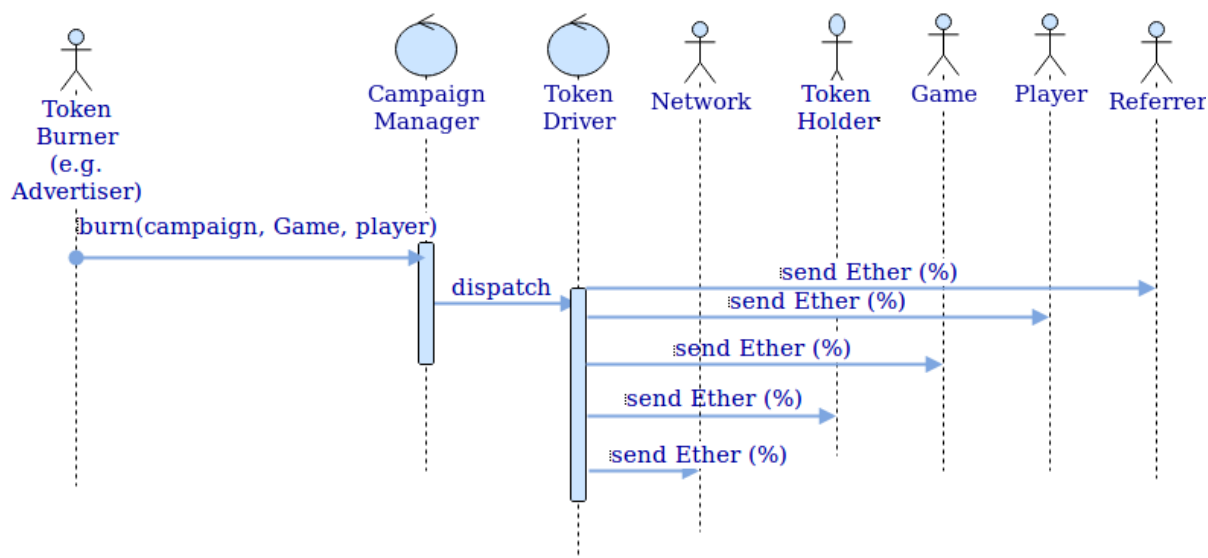 Token
Burner
(e.g.
Advertiser)
Campaign
Manager
Token
Driver
Network
Token
Holder
Game
Player
Referrer
burn(campaign, Game, player)
dispatch
send Ether (%)
send Ether (%)
send Ether (%)
send Ether (%)
send Ether (%)